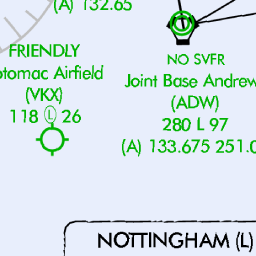 (A) 132.65
FRIENDLY
otomac Airfield
(VKX)
118 Ⓛ 26
NO SVFR
Joint Base Andrew
(ADW)
280 L 97
(A) 133.675 251.0
NOTTINGHAM (L)